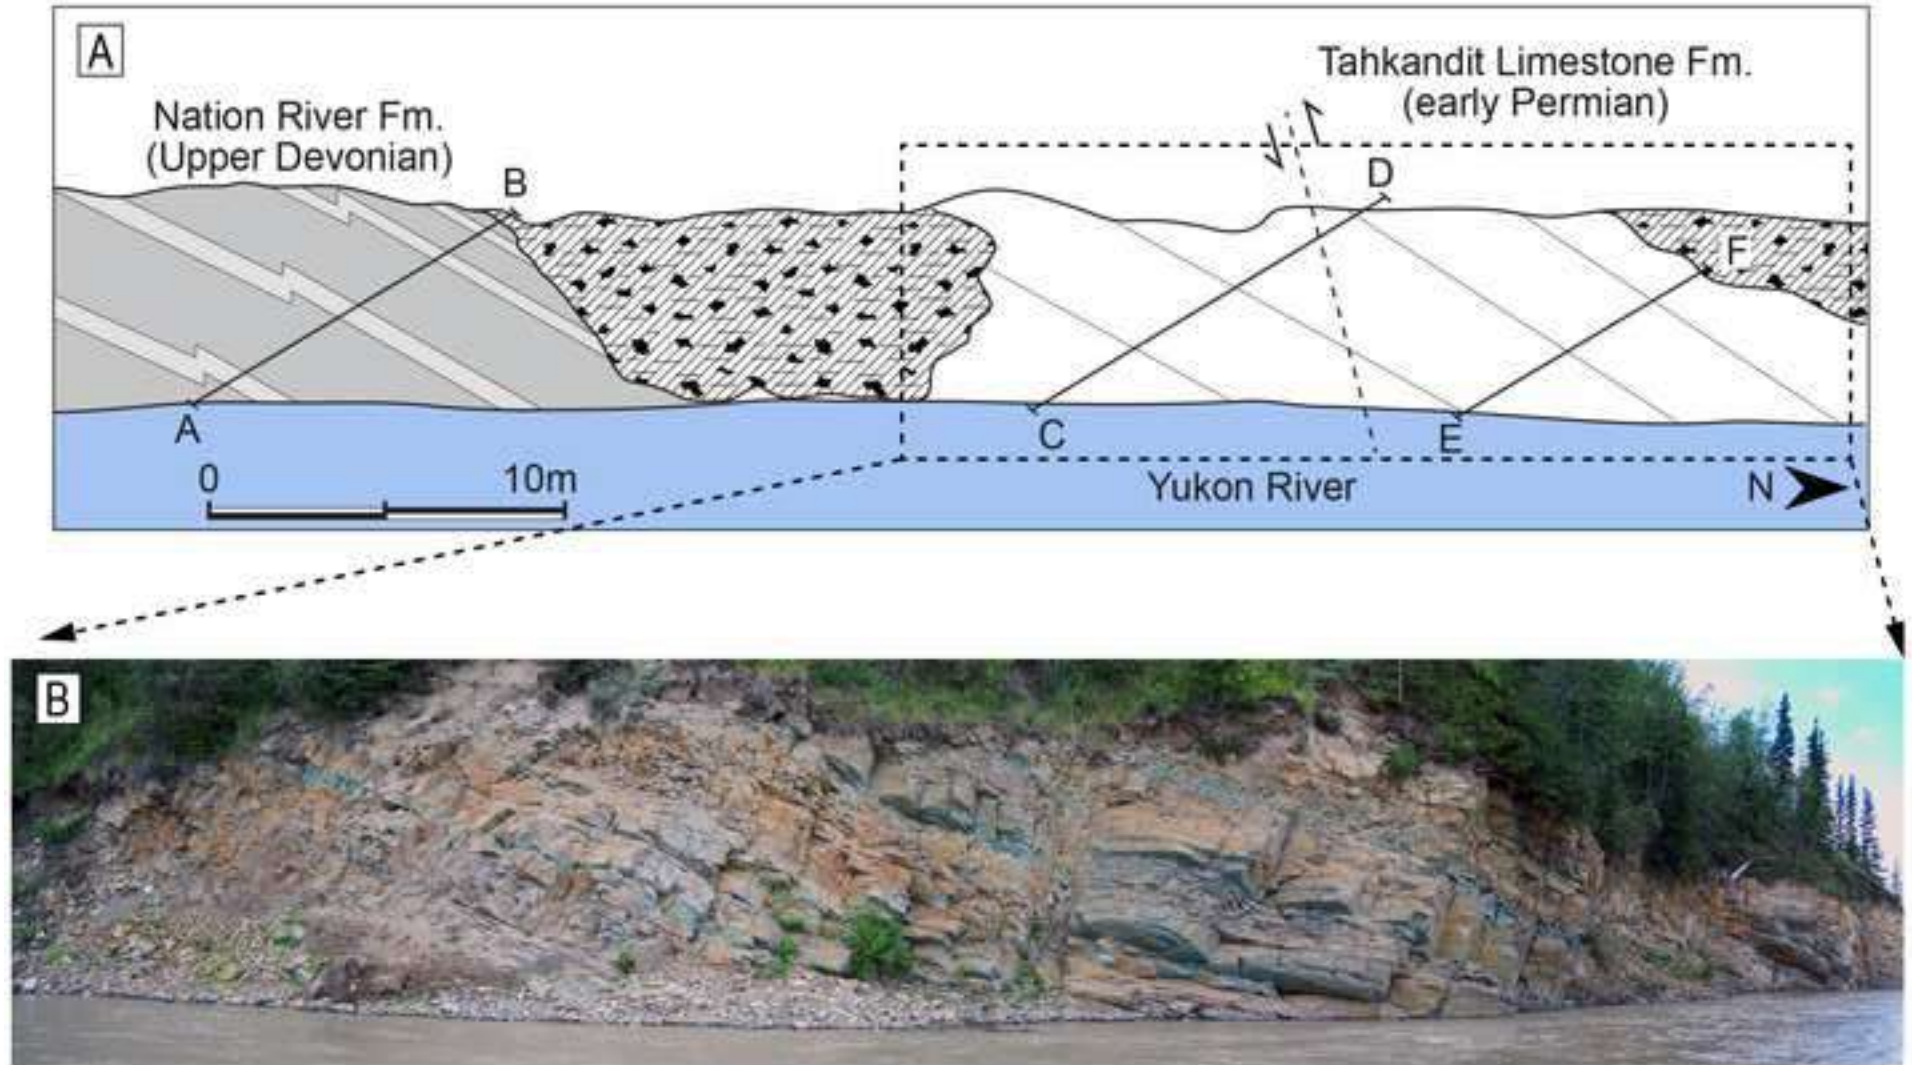 A
Nation River Fm.
(Upper Devonian)
Tahkandit Limestone Fm.
(early Permian)
B
D
F
A
C
E
0 10m
Yukon River
N
B